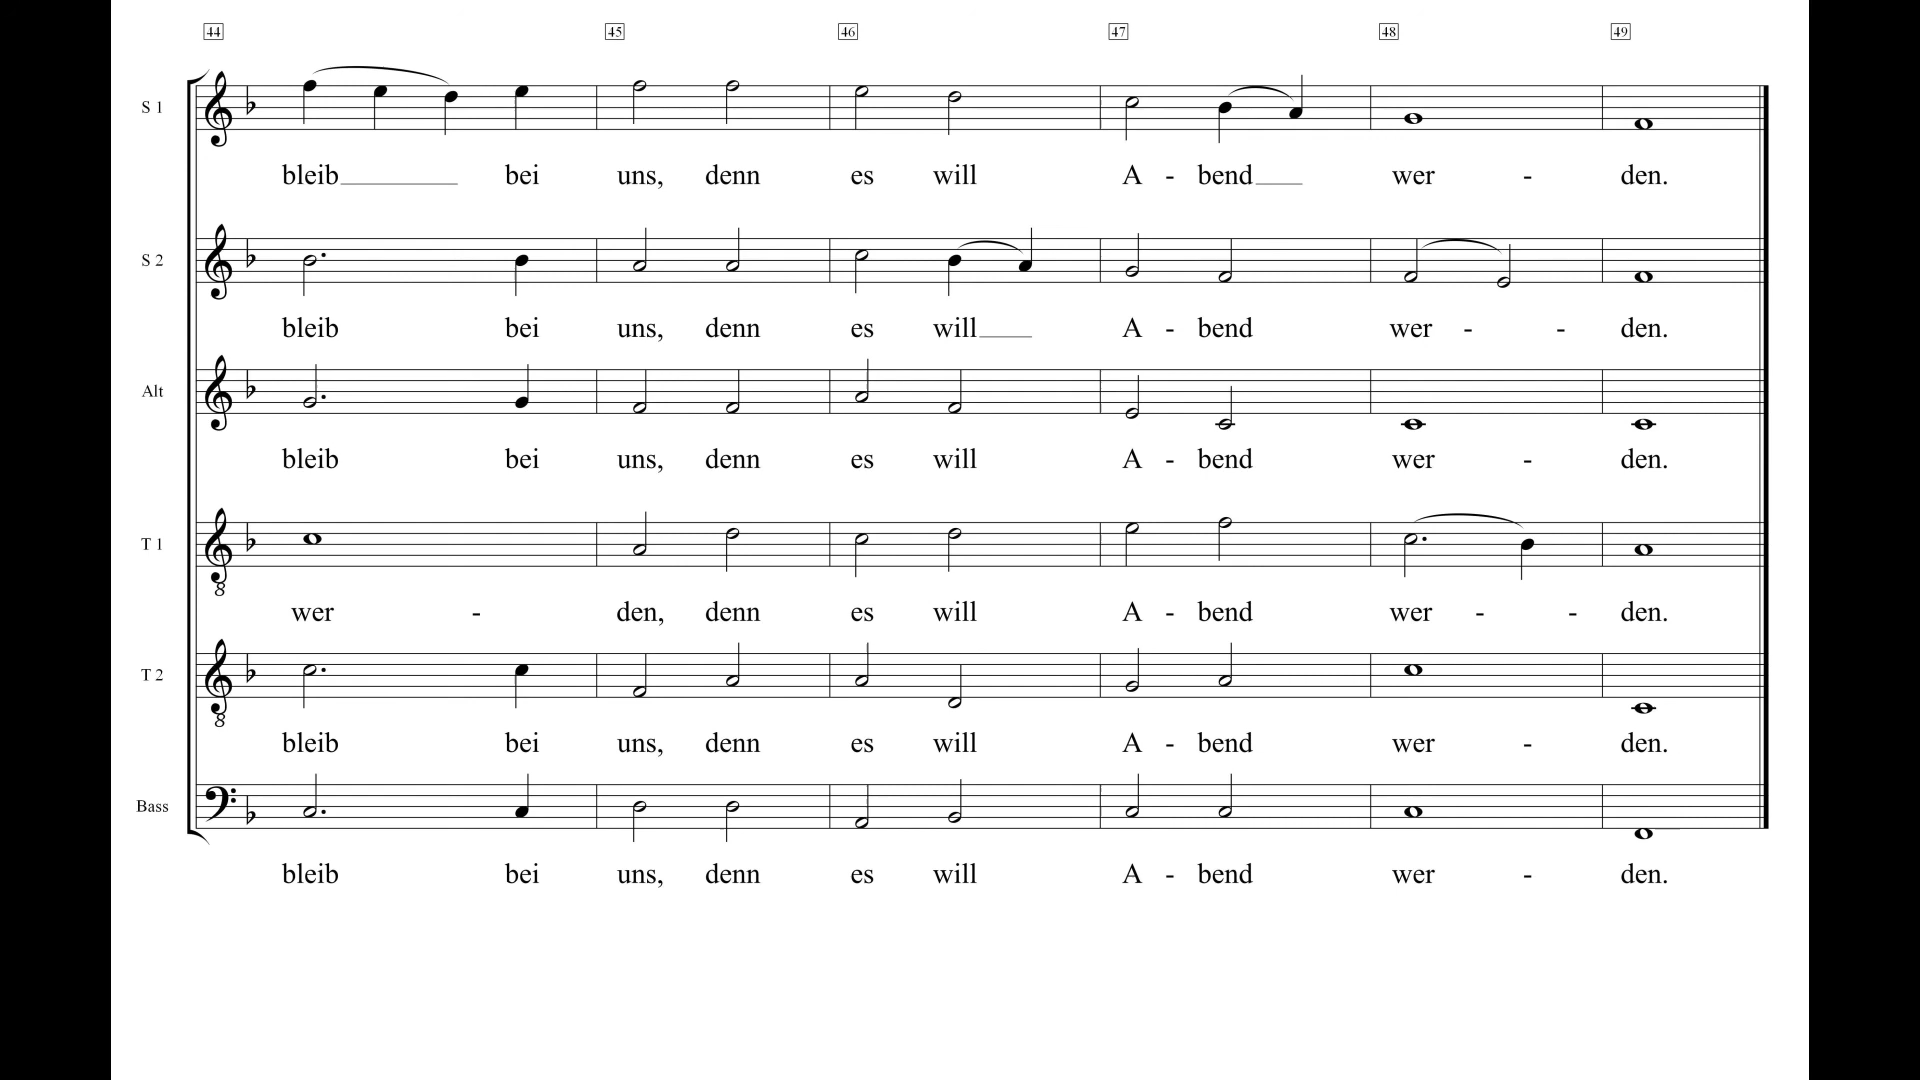 44 45 46 47 48 49
S 1
bleib bei uns, denn es will A - bend wer - den.
S 2
bleib bei uns, denn es will A - bend wer - - den.
Alt
bleib bei uns, denn es will A - bend wer - den.
T 1
8
wer - den, denn es will A - bend wer - - den.
T 2
8
bleib bei uns, denn es will A - bend wer - den.
Bass
bleib bei uns, denn es will A - bend wer - den.